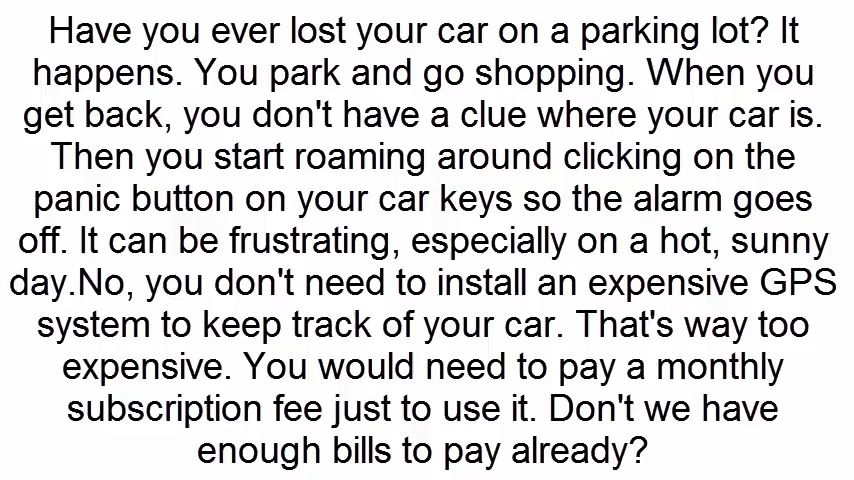 Have you ever lost your car on a parking lot? It
happens. You park and go shopping. When you
get back, you don't have a clue where your car is.
Then you start roaming around clicking on the
panic button on your car keys so the alarm goes
off. It can be frustrating, especially on a hot, sunny
day.No, you don't need to install an expensive GPS
system to keep track of your car. That's way too
expensive. You would need to pay a monthly
subscription fee just to use it. Don't we have
enough bills to pay already?